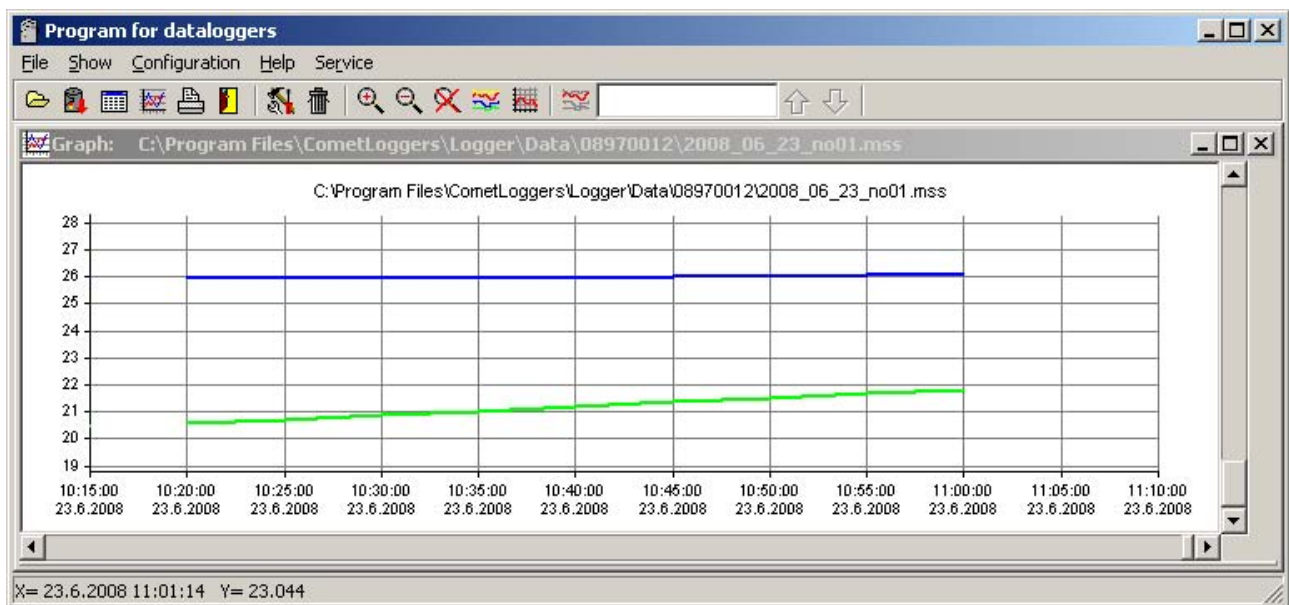 Program for dataloggers
File Show Configuration Help Service
Graph: C:\Program Files\CometLoggers\Logger\Data\08970012\2008_06_23_no01.mss
C:\Program Files\CometLoggers\Logger\Data\08970012\2008_06_23_no01.mss
28
27
26
25
24
23
22
21
20
19
10:15:00 10:20:00 10:25:00 10:30:00 10:35:00 10:40:00 10:45:00 10:50:00 10:55:00 11:00:00 11:05:00 11:10:00
23.6.2008 23.6.2008 23.6.2008 23.6.2008 23.6.2008 23.6.2008 23.6.2008 23.6.2008 23.6.2008 23.6.2008 23.6.2008 23.6.2008
X= 23.6.2008 11:01:14 Y= 23.044